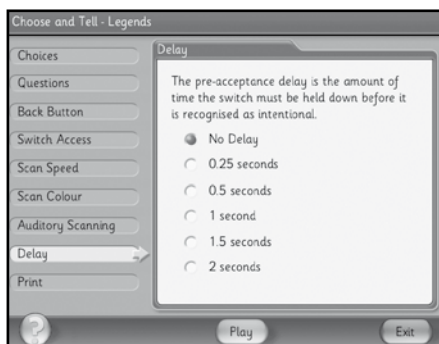 Choose and Tell - Legends
Choices
Questions
Back Button
Switch Access
Scan Speed
Scan Colour
Auditory Scanning
Delay
Print
Delay
The pre-acceptance delay is the amount of
time the switch must be held down before it
is recognised as intentional.
No Delay
0.25 seconds
0.5 seconds
1 second
1.5 seconds
2 seconds
?
Play
Exit